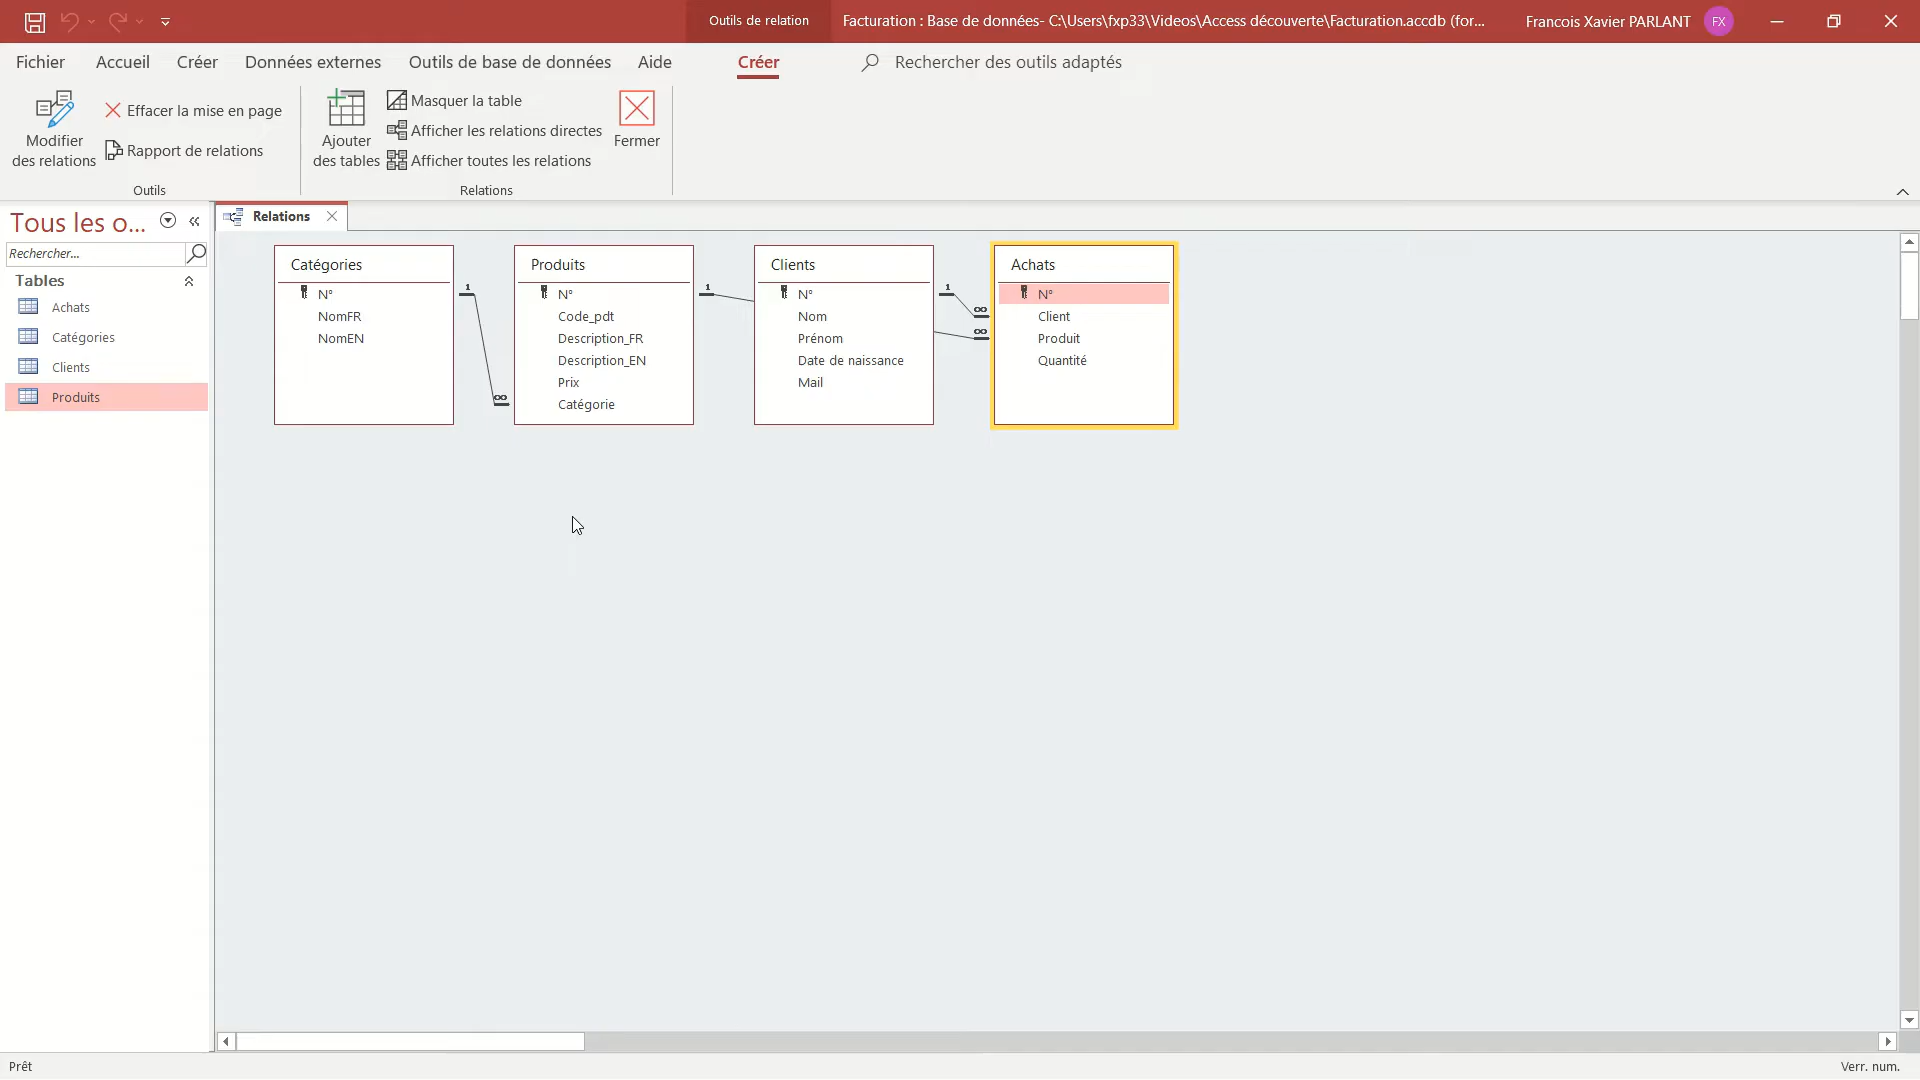 Outils de relation
Facturation : Base de données- C:\Users\fxp33\Videos\Access découverte\Facturation.accdb (for...
Francois Xavier PARLANT
FX
Fichier
Accueil
Créer
Données externes
Outils de base de données
Aide
Créer
Rechercher des outils adaptés
Modifier
des relations
Effacer la mise en page
Rapport de relations
Outils
Ajouter
des tables
Masquer la table
Afficher les relations directes
Afficher toutes les relations
Fermer
Relations
Tous les o...
Rechercher...
Tables
Achats
Catégories
Clients
Produits
Relations
Catégories
N°
NomFR
NomEN
1
∞
Produits
N°
Code_pdt
Description_FR
Description_EN
Prix
Catégorie
1
Clients
N°
Nom
Prénom
Date de naissance
Mail
1
∞
∞
Achats
N°
Client
Produit
Quantité
Prêt
Verr. num.